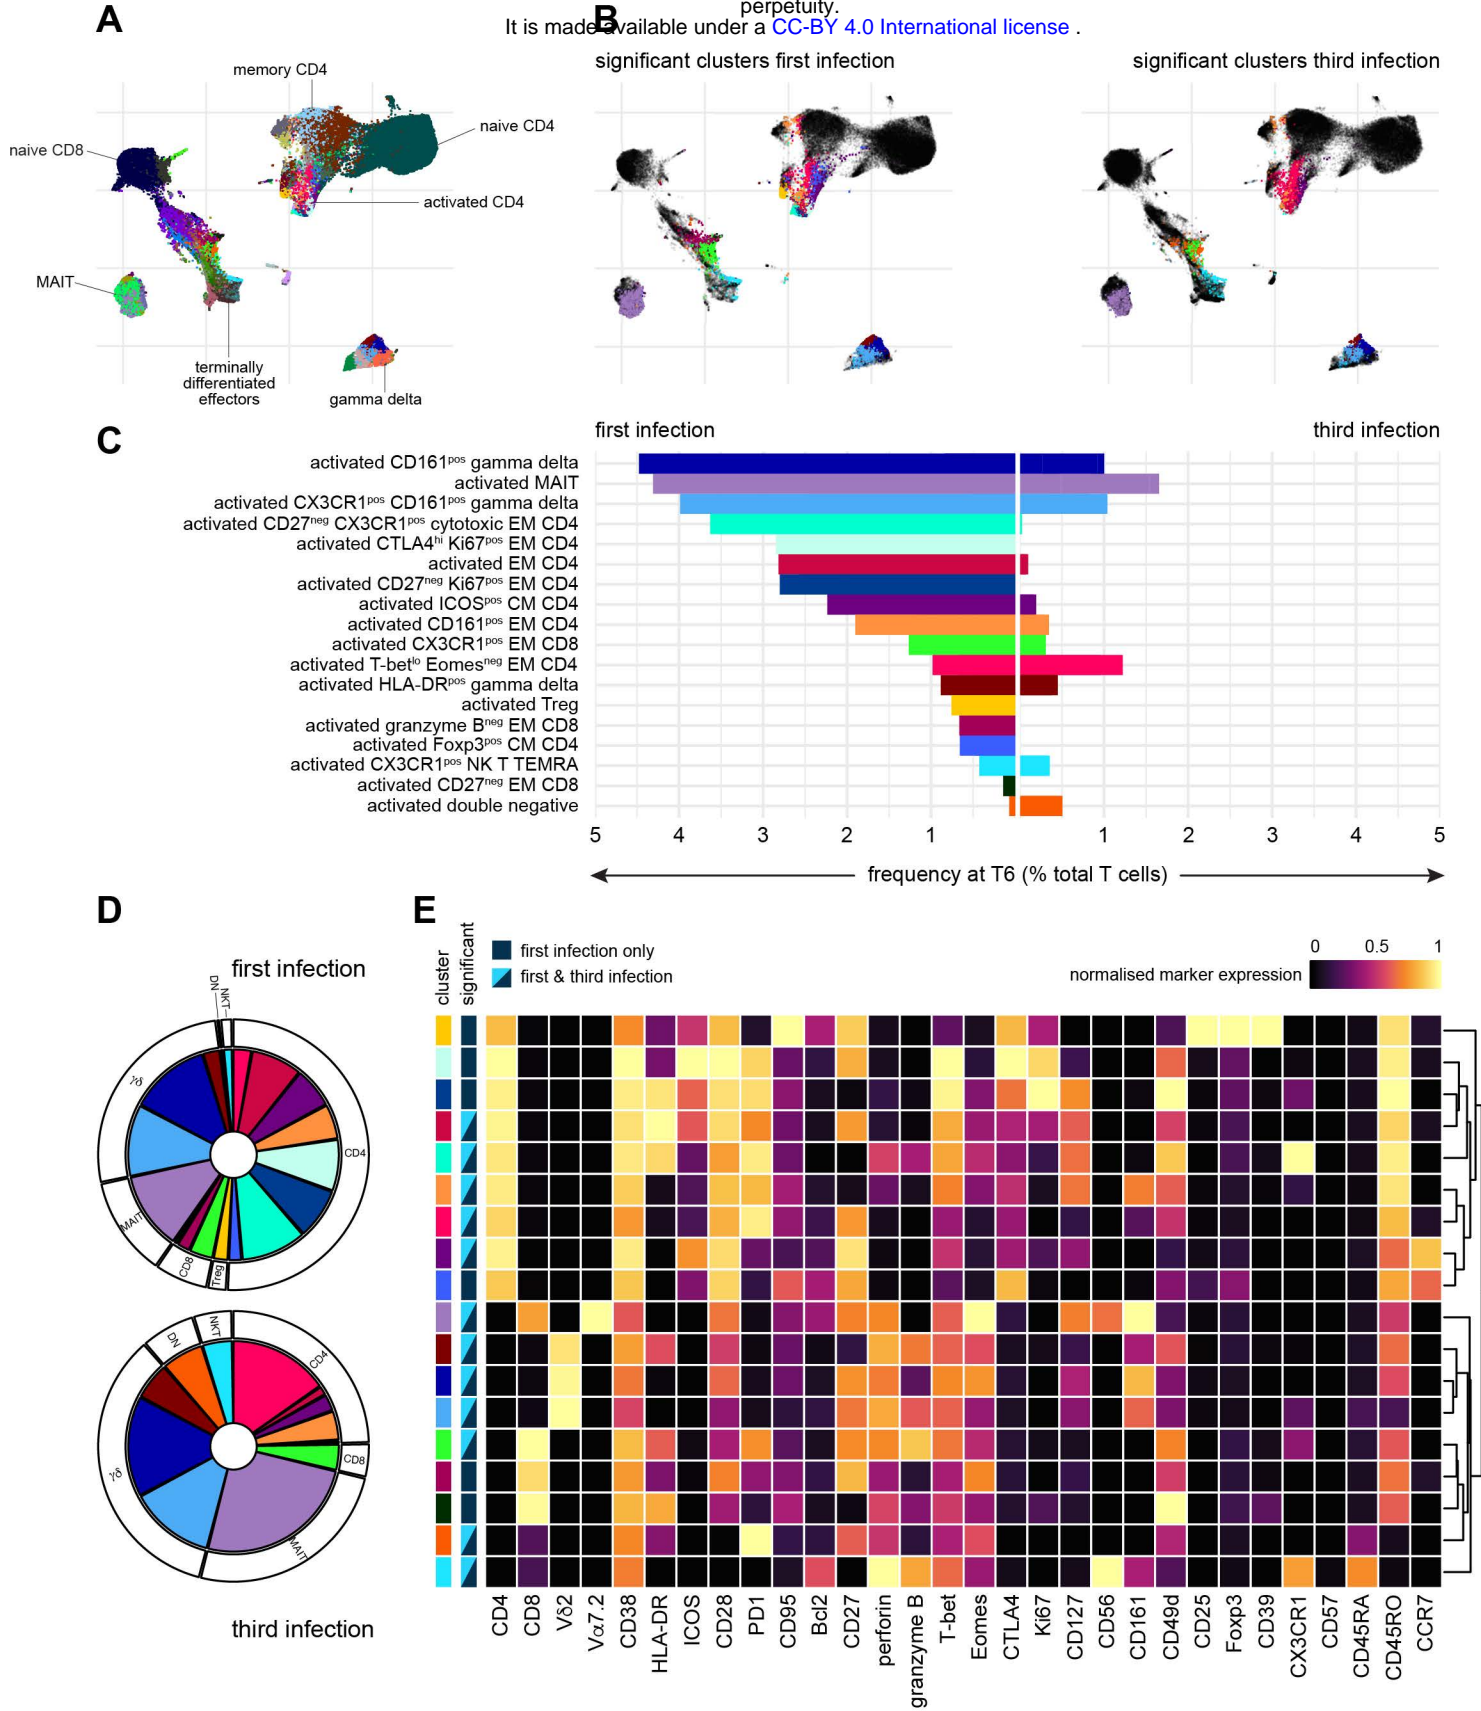 perpetuity.
It is made available under a CC-BY 4.0 International license .
A
memory CD4
naive CD4
naive CD8
activated CD4
MAIT
terminally
differentiated
effectors
gamma delta
B
significant clusters first infection
significant clusters third infection
C
first infection
third infection
activated CD161pos gamma delta
activated MAIT
activated CX3CR1pos CD161pos gamma delta
activated CD27neg CX3CR1pos cytotoxic EM CD4
activated CTLA4hi Ki67pos EM CD4
activated EM CD4
activated CD27neg Ki67pos EM CD4
activated ICOSpos CM CD4
activated CD161pos EM CD4
activated CX3CR1pos EM CD8
activated T-betlo Eomesneg EM CD4
activated HLA-DRpos gamma delta
activated Treg
activated granzyme Bneg EM CD8
activated Foxp3pos CM CD4
activated CX3CR1pos NK T TEMRA
activated CD27neg EM CD8
activated double negative
5 4 3 2 1 1 2 3 4 5
frequency at T6 (% total T cells)
D
first infection
DN
NKT
γδ
CD4
MAIT
CD8
Treg
DN
NKT
CD4
γδ
CD8
MAIT
third infection
E
cluster
significant
first infection only
first & third infection
normalised marker expression
0 0.5 1
CD4
CD8
Vδ2
Vα7.2
CD38
HLA-DR
ICOS
CD28
PD1
CD95
Bcl2
CD27
perforin
granzyme B
T-bet
Eomes
CTLA4
Ki67
CD127
CD56
CD161
CD49d
CD25
Foxp3
CD39
CX3CR1
CD57
CD45RA
CD45RO
CCR7